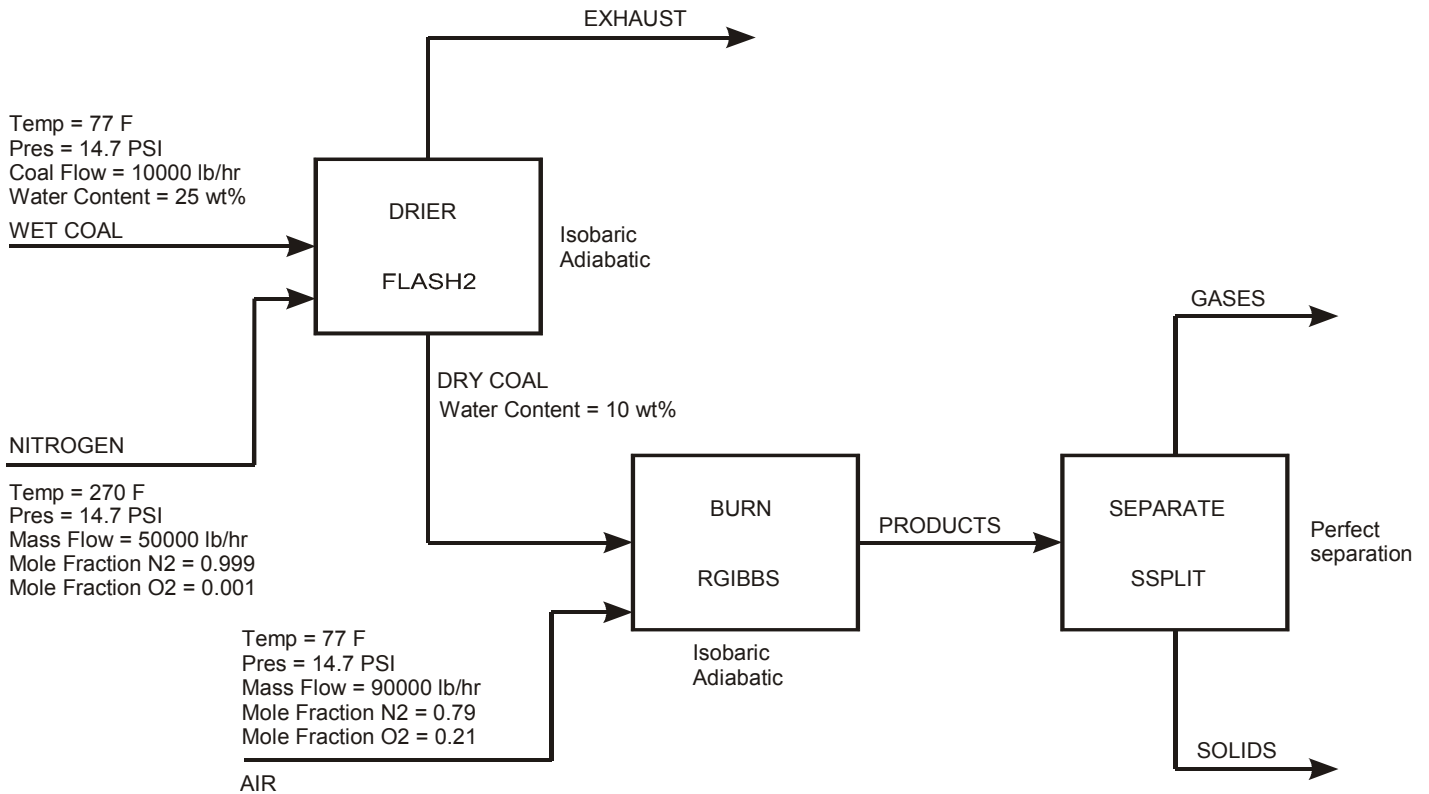 EXHAUST
Temp = 77 F
Pres = 14.7 PSI
Coal Flow = 10000 lb/hr
Water Content = 25 wt%
WET COAL
DRIER
FLASH2
Isobaric
Adiabatic
GASES
DRY COAL
Water Content = 10 wt%
NITROGEN
Temp = 270 F
Pres = 14.7 PSI
Mass Flow = 50000 lb/hr
Mole Fraction N2 = 0.999
Mole Fraction O2 = 0.001
BURN
RGIBBS
PRODUCTS
SEPARATE
SSPLIT
Perfect
separation
Isobaric
Adiabatic
Temp = 77 F
Pres = 14.7 PSI
Mass Flow = 90000 lb/hr
Mole Fraction N2 = 0.79
Mole Fraction O2 = 0.21
AIR
SOLIDS